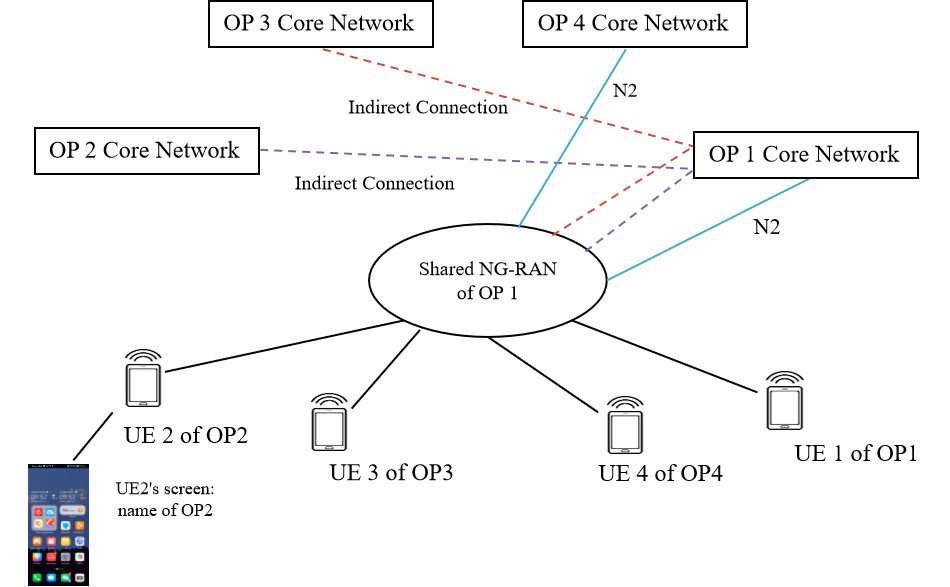 OP 3 Core Network
OP 4 Core Network
N2
Indirect Connection
OP 2 Core Network
OP 1 Core Network
Indirect Connection
N2
Shared NG-RAN
of OP 1
UE 2 of OP2
UE 3 of OP3
UE 4 of OP4
UE 1 of OP1
UE2's screen:
name of OP2